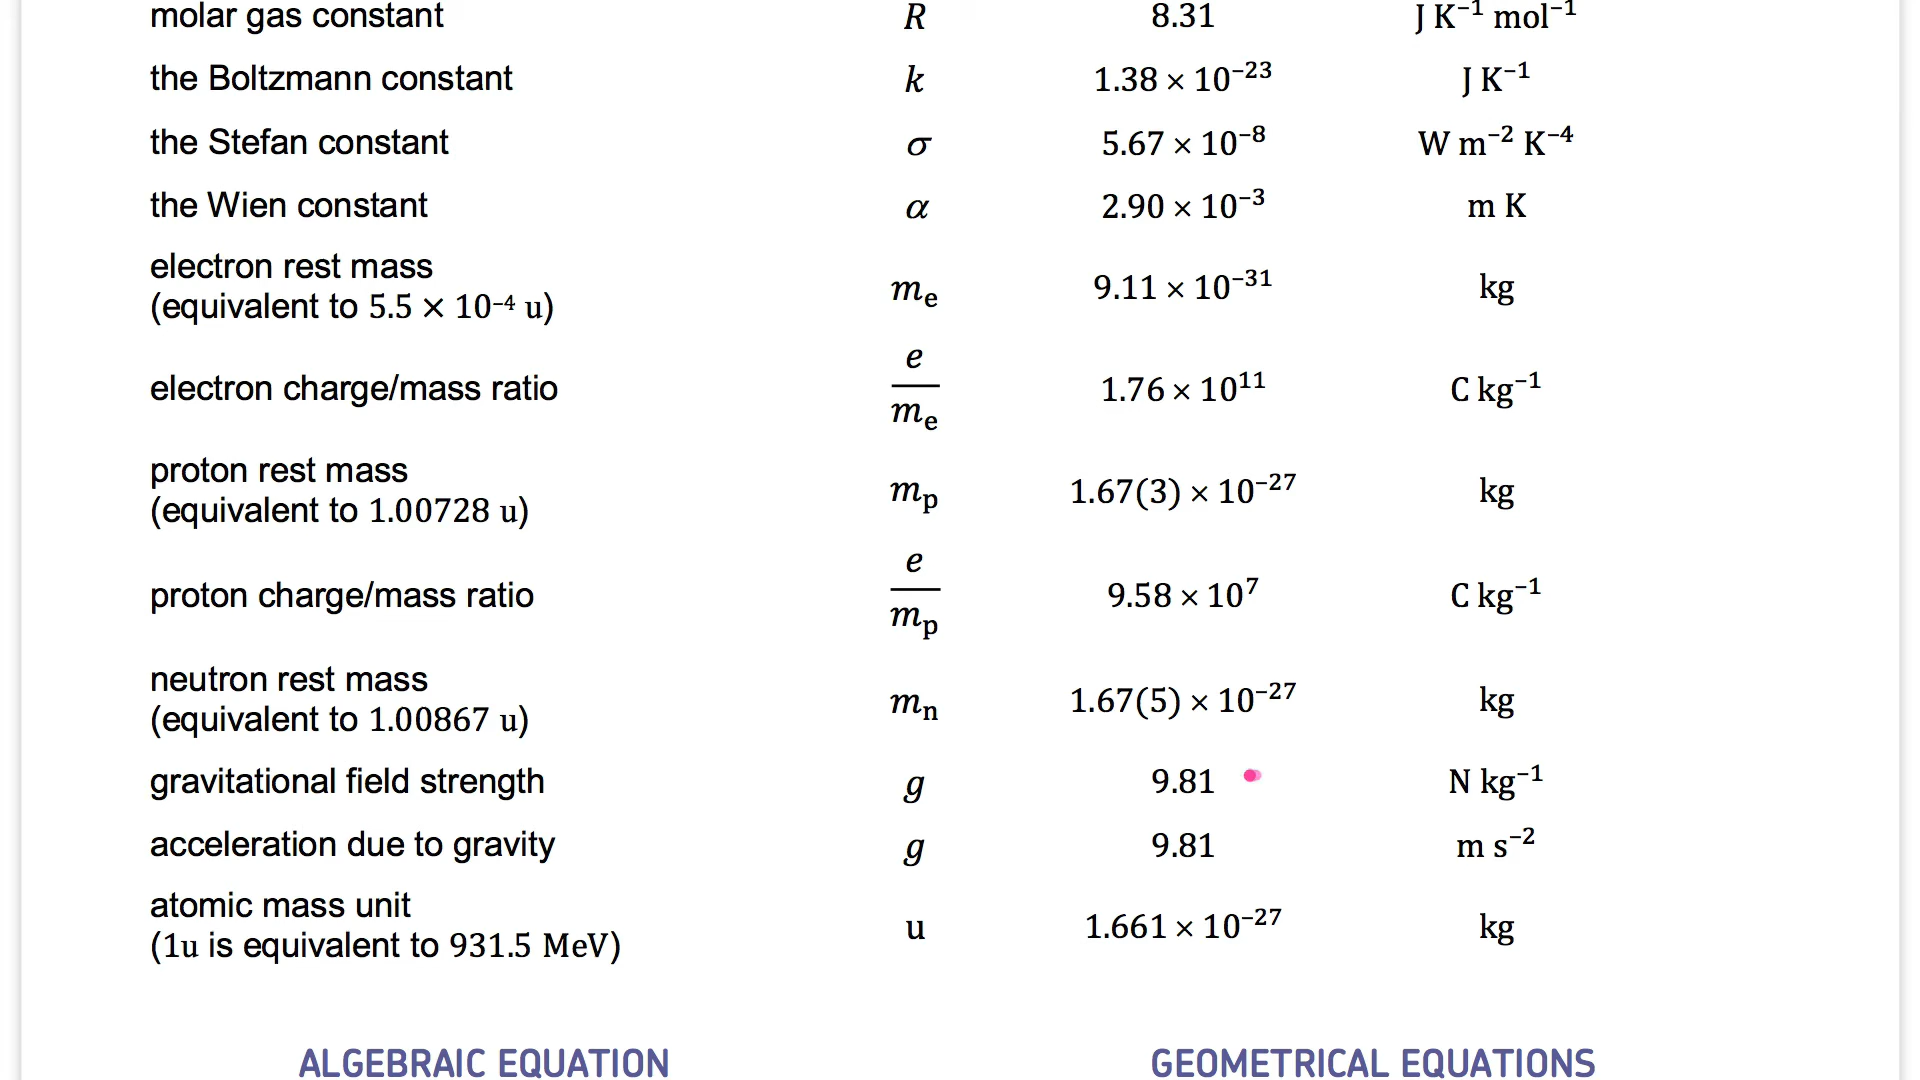 molar gas constant R 8.31 J K⁻¹ mol⁻¹
the Boltzmann constant k 1.38 × 10⁻²³ J K⁻¹
the Stefan constant σ 5.67 × 10⁻⁸ W m⁻² K⁻⁴
the Wien constant α 2.90 × 10⁻³ m K
electron rest mass
(equivalent to 5.5 × 10⁻⁴ u) mₑ 9.11 × 10⁻³¹ kg
electron charge/mass ratio e/mₑ 1.76 × 10¹¹ C kg⁻¹
proton rest mass
(equivalent to 1.00728 u) mₚ 1.67(3) × 10⁻²⁷ kg
proton charge/mass ratio e/mₚ 9.58 × 10⁷ C kg⁻¹
neutron rest mass
(equivalent to 1.00867 u) mₙ 1.67(5) × 10⁻²⁷ kg
gravitational field strength g 9.81 N kg⁻¹
acceleration due to gravity g 9.81 m s⁻²
atomic mass unit
(1u is equivalent to 931.5 MeV) u 1.661 × 10⁻²⁷ kg
ALGEBRAIC EQUATION GEOMETRICAL EQUATIONS